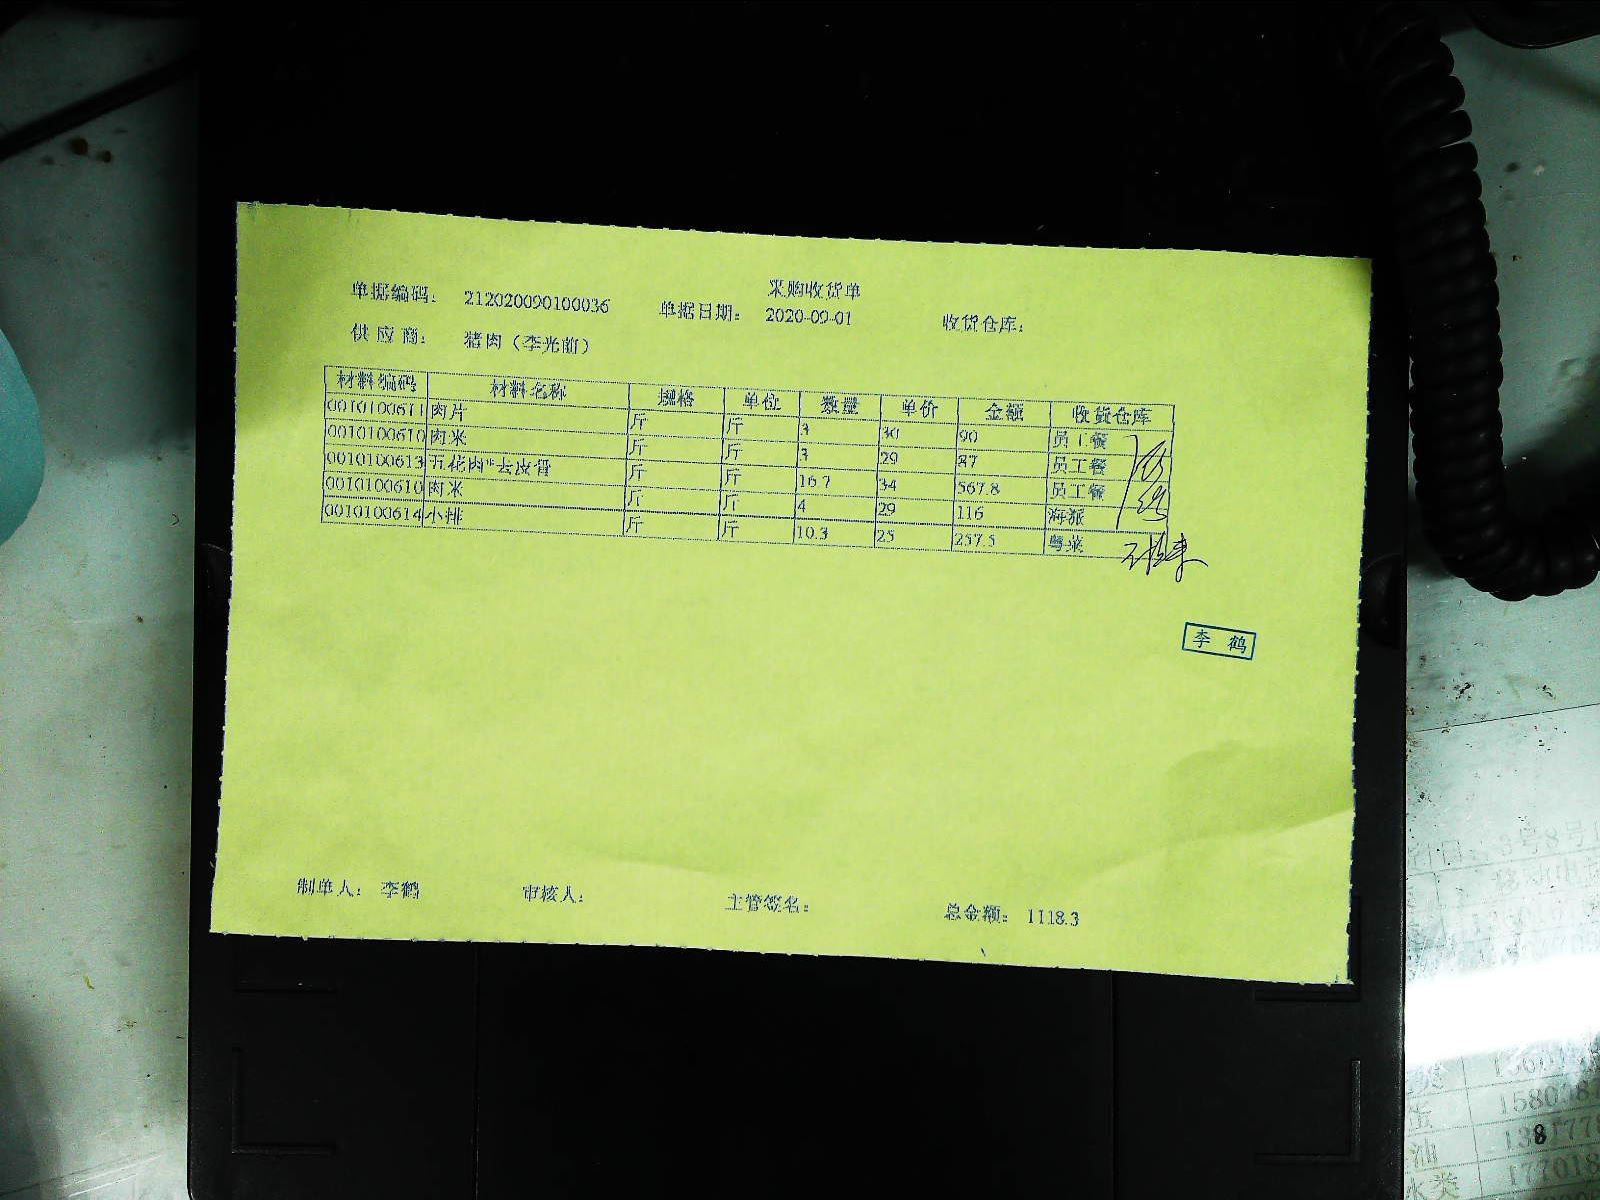 采购收货单
单据编码： 212020090100036 单据日期： 2020-09-01 收货仓库：
供 应 商： 猪肉（李光前）
材料编码 材料名称 规格 单位 数量 单价 金额 收货仓库
0010100611 肉片 斤 斤 3 30 90 员工餐
0010100610 肉米 斤 斤 3 29 87 员工餐
0010100613 五花肉*去皮骨 斤 斤 16.7 34 567.8 员工餐
0010100610 肉米 斤 斤 4 29 116 海派
0010100614 小排 斤 斤 10.3 25 257.5 粤菜
李 鹤
制单人： 李鹤 审核人： 主管签名： 总金额： 1118.3